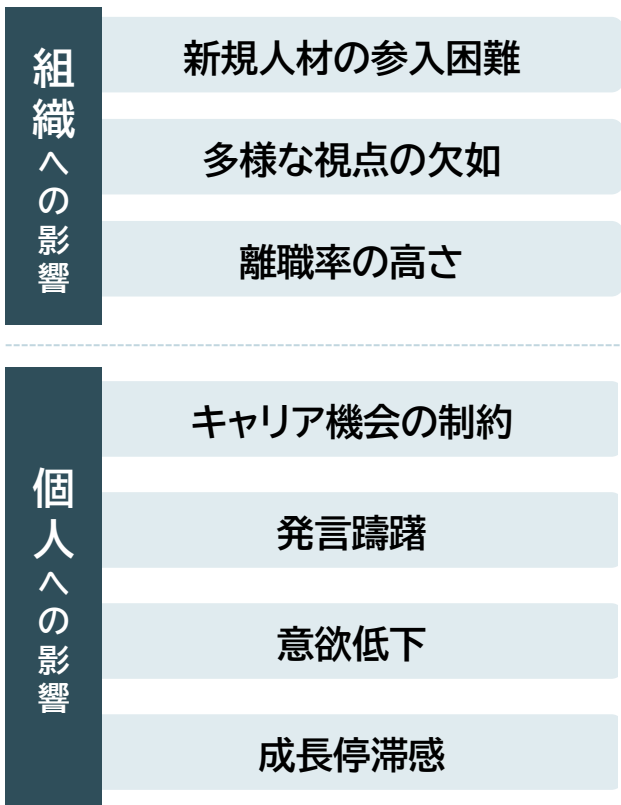 組織への影響
新規人材の参入困難
多様な視点の欠如
離職率の高さ
個人への影響
キャリア機会の制約
発言躊躇
意欲低下
成長停滞感